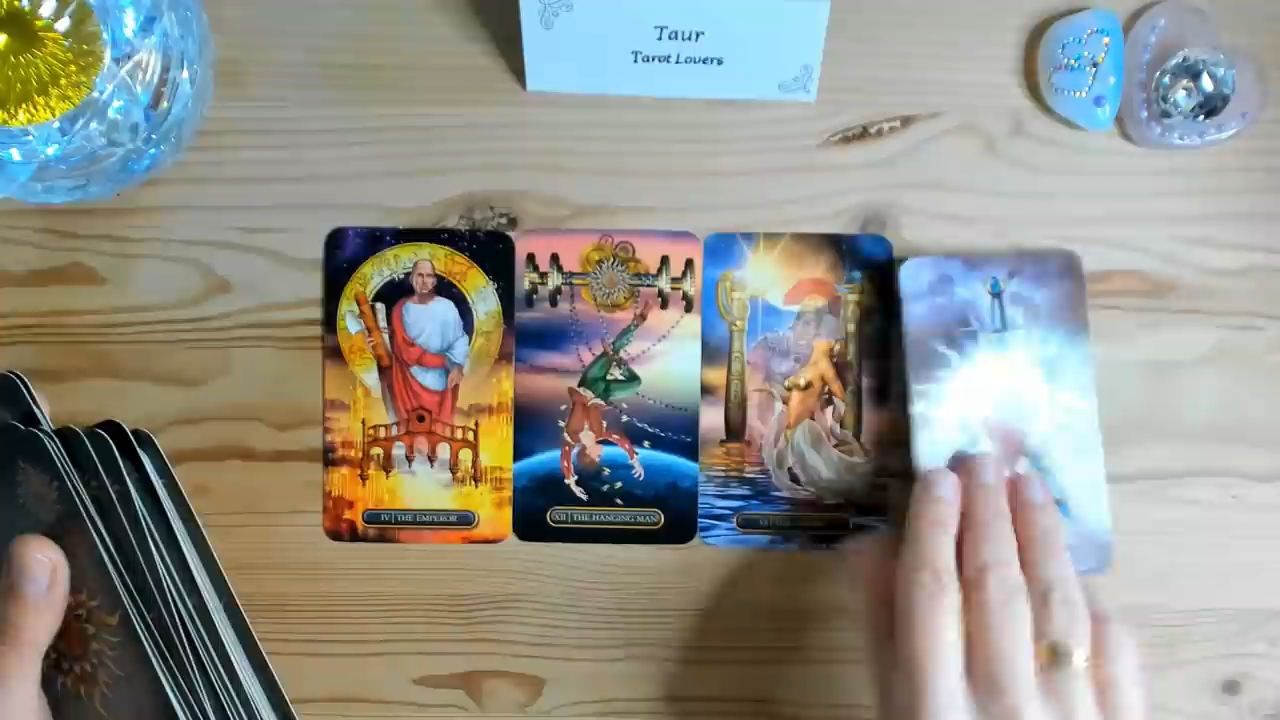 Taur
Tarot Lovers
IV THE EMPEROR
XII THE HANGING MAN